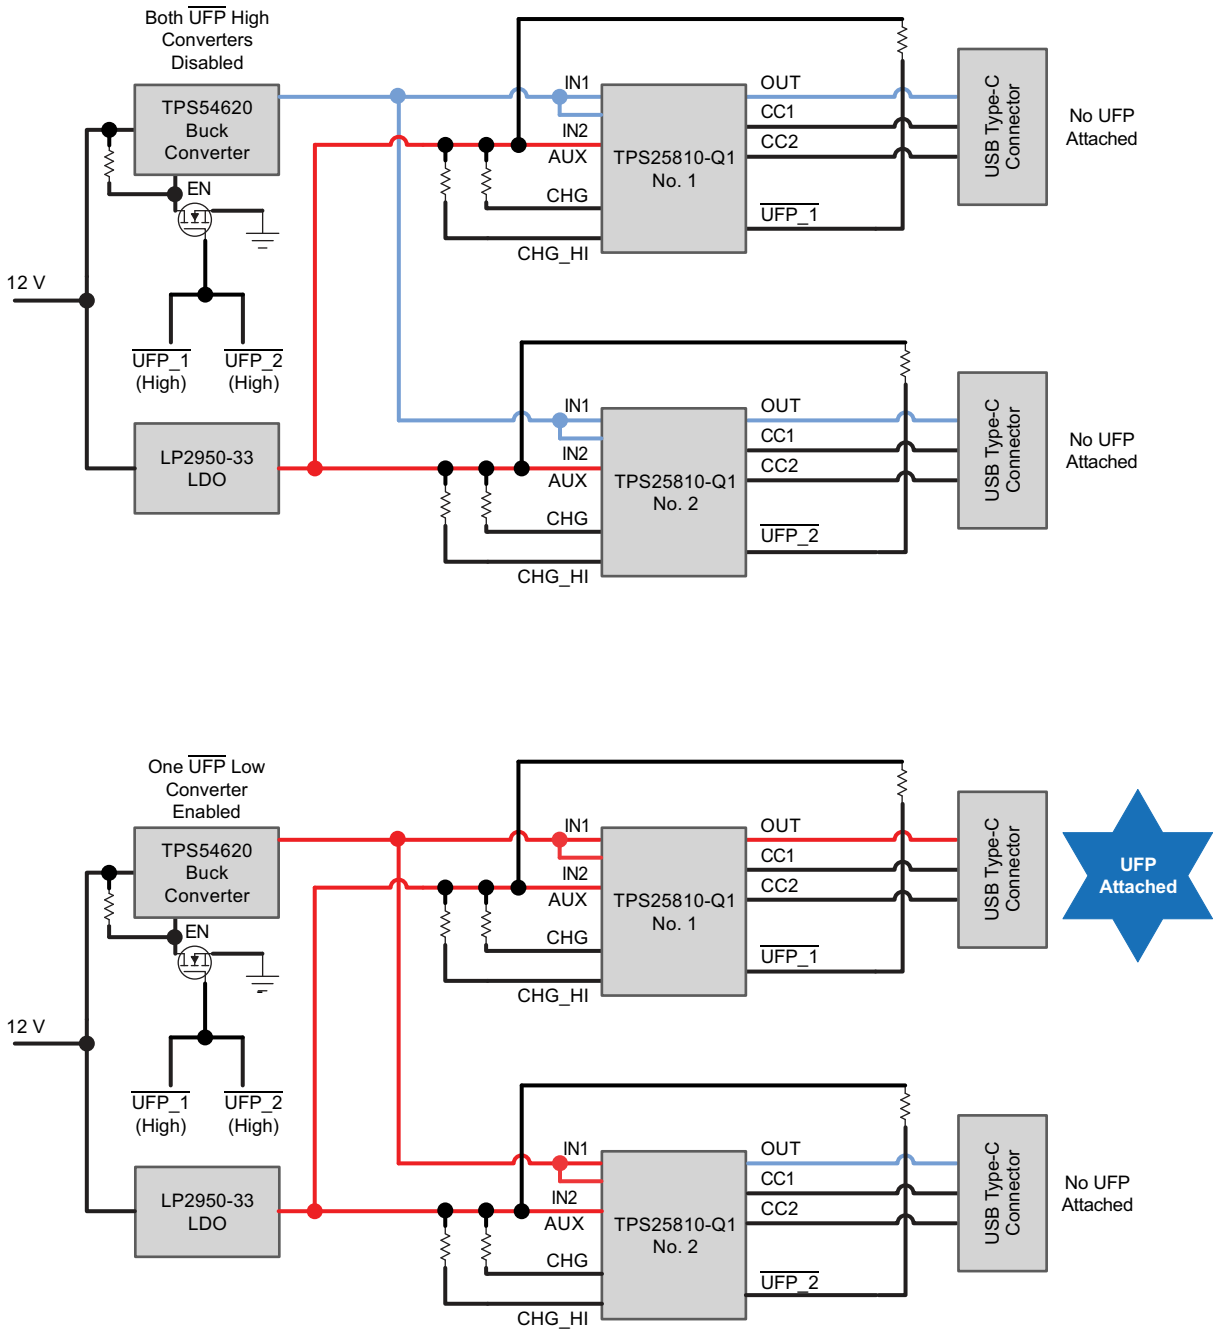 Both UFP High
Converters
Disabled
TPS54620
Buck
Converter
EN
12 V
UFP_1
(High)
UFP_2
(High)
LP2950-33
LDO
IN1
IN2
AUX
CHG
CHG_HI
TPS25810-Q1
No. 1
OUT
CC1
CC2
UFP_1
USB Type-C
Connector
No UFP
Attached
IN1
IN2
AUX
CHG
CHG_HI
TPS25810-Q1
No. 2
OUT
CC1
CC2
UFP_2
USB Type-C
Connector
No UFP
Attached
One UFP Low
Converter
Enabled
TPS54620
Buck
Converter
EN
12 V
UFP_1
(High)
UFP_2
(High)
LP2950-33
LDO
IN1
IN2
AUX
CHG
CHG_HI
TPS25810-Q1
No. 1
OUT
CC1
CC2
UFP_1
USB Type-C
Connector
UFP
Attached
IN1
IN2
AUX
CHG
CHG_HI
TPS25810-Q1
No. 2
OUT
CC1
CC2
UFP_2
USB Type-C
Connector
No UFP
Attached